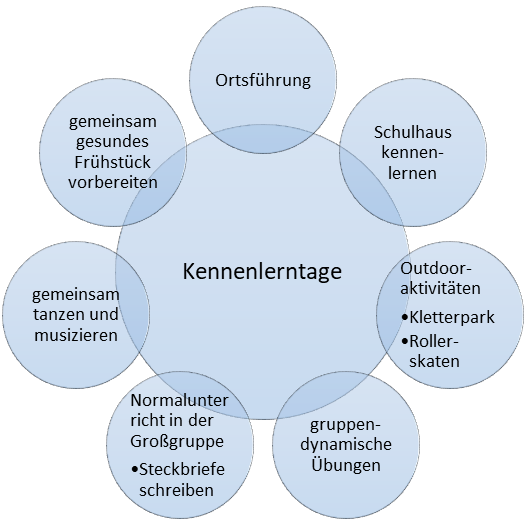 Ortsführung
Schulhaus
kennen-
lernen
Outdoor-
aktivitäten
•Kletterpark
•Roller-
skaten
gruppen-
dynamische
Übungen
Normalunter
richt in der
Großgruppe
•Steckbriefe
schreiben
gemeinsam
tanzen und
musizieren
gemeinsam
gesundes
Frühstück
vorbereiten
Kennenlerntage